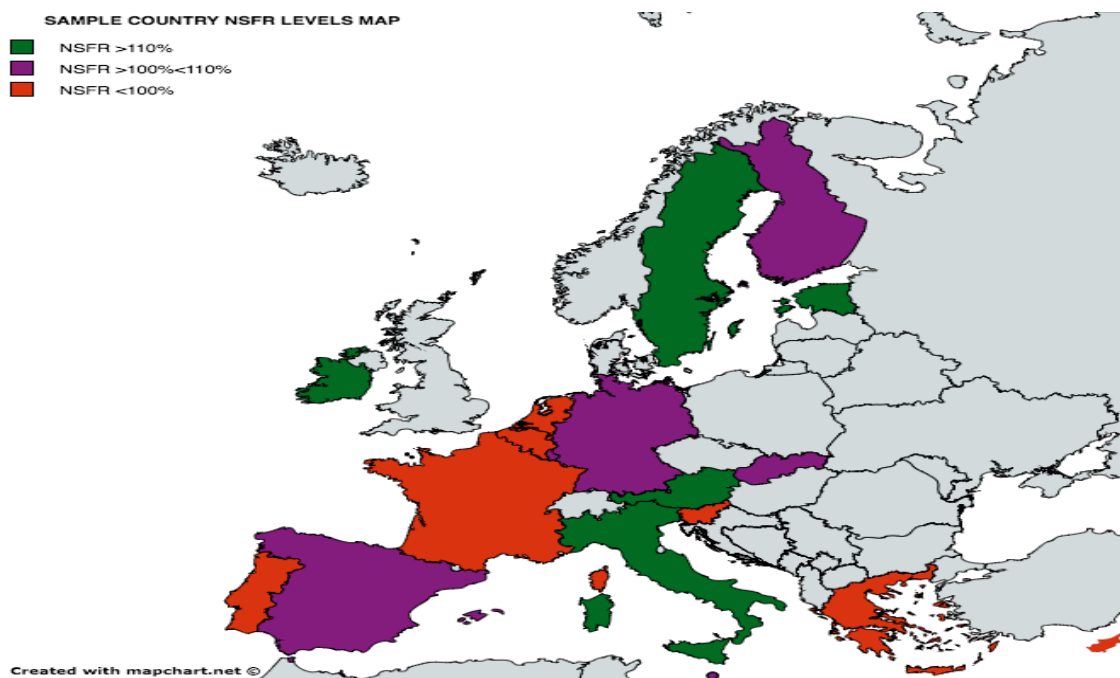 SAMPLE COUNTRY NSFR LEVELS MAP
NSFR >110%
NSFR >100%<110%
NSFR <100%
Created with mapchart.net ©